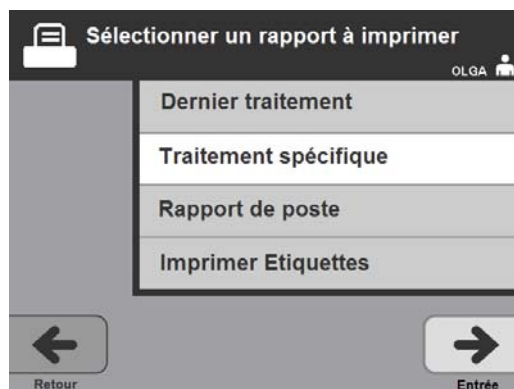 Sélectionner un rapport à imprimer
OLGA
Dernier traitement
Traitement spécifique
Rapport de poste
Imprimer Etiquettes
Retour
Entrée